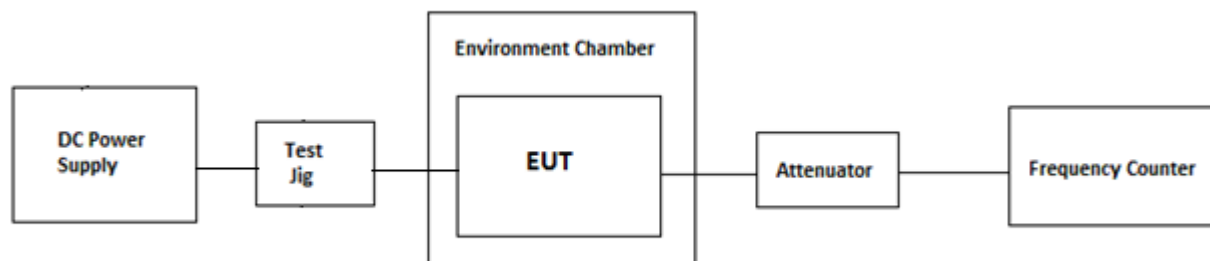 Environment Chamber
DC Power
Supply
Test
Jig
EUT
Attenuator
Frequency Counter